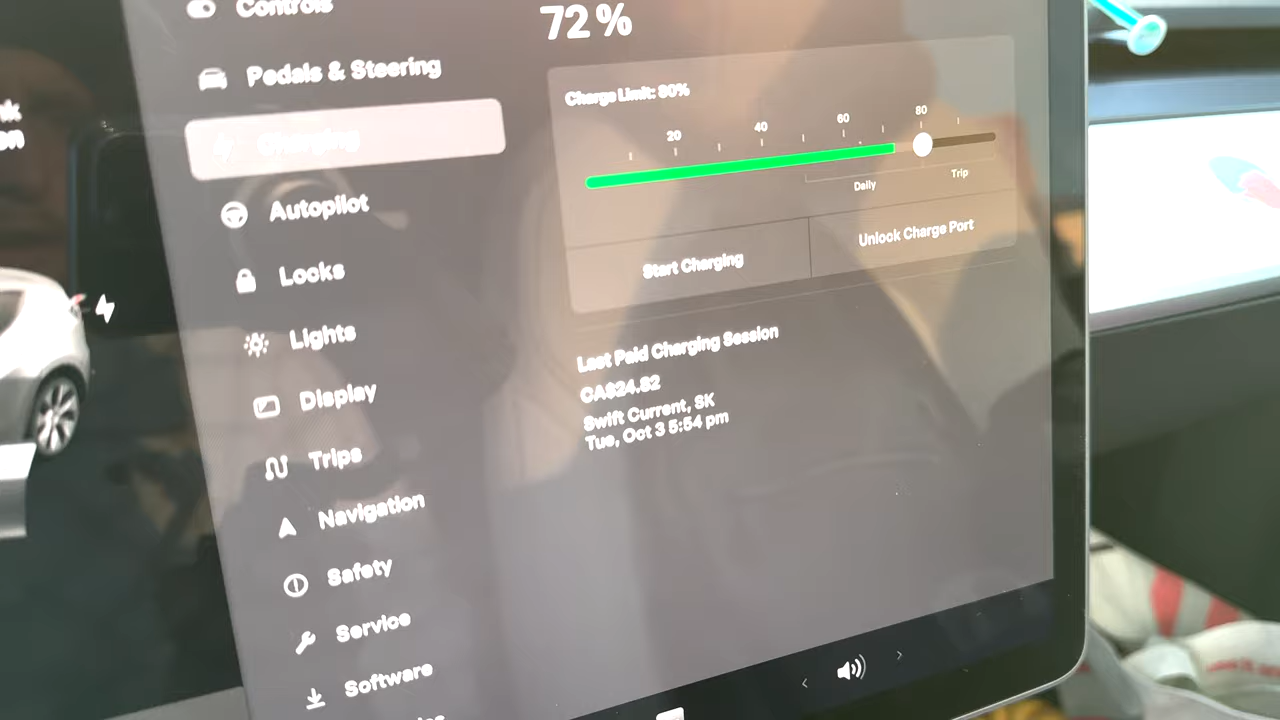 Controls
72 %
Pedals & Steering
Charging
Autopilot
Locks
Lights
Display
Trips
Navigation
Safety
Service
Software
Charge Limit: 80%
20 40 60 80
Daily Trip
Start Charging
Unlock Charge Port
Last Paid Charging Session
CA$24.82
Swift Current, SK
Tue, Oct 3 5:54 pm